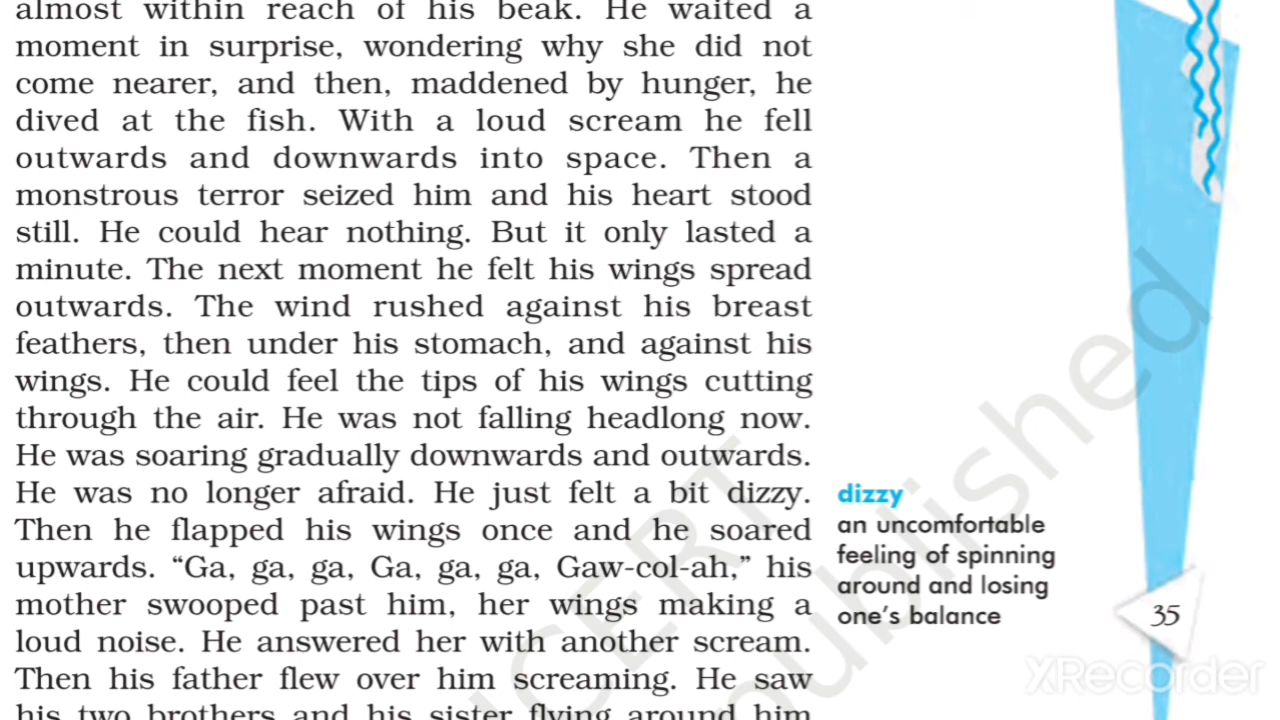 almost within reach of his beak. He waited a
moment in surprise, wondering why she did not
come nearer, and then, maddened by hunger, he
dived at the fish. With a loud scream he fell
outwards and downwards into space. Then a
monstrous terror seized him and his heart stood
still. He could hear nothing. But it only lasted a
minute. The next moment he felt his wings spread
outwards. The wind rushed against his breast
feathers, then under his stomach, and against his
wings. He could feel the tips of his wings cutting
through the air. He was not falling headlong now.
He was soaring gradually downwards and outwards.
He was no longer afraid. He just felt a bit dizzy.
Then he flapped his wings once and he soared
upwards. “Ga, ga, ga, Ga, ga, ga, Gaw-col-ah,” his
mother swooped past him, her wings making a
loud noise. He answered her with another scream.
Then his father flew over him screaming. He saw
his two brothers and his sister flying around him
dizzy
an uncomfortable
feeling of spinning
around and losing
one’s balance
35
NCERT
published
XRecorder